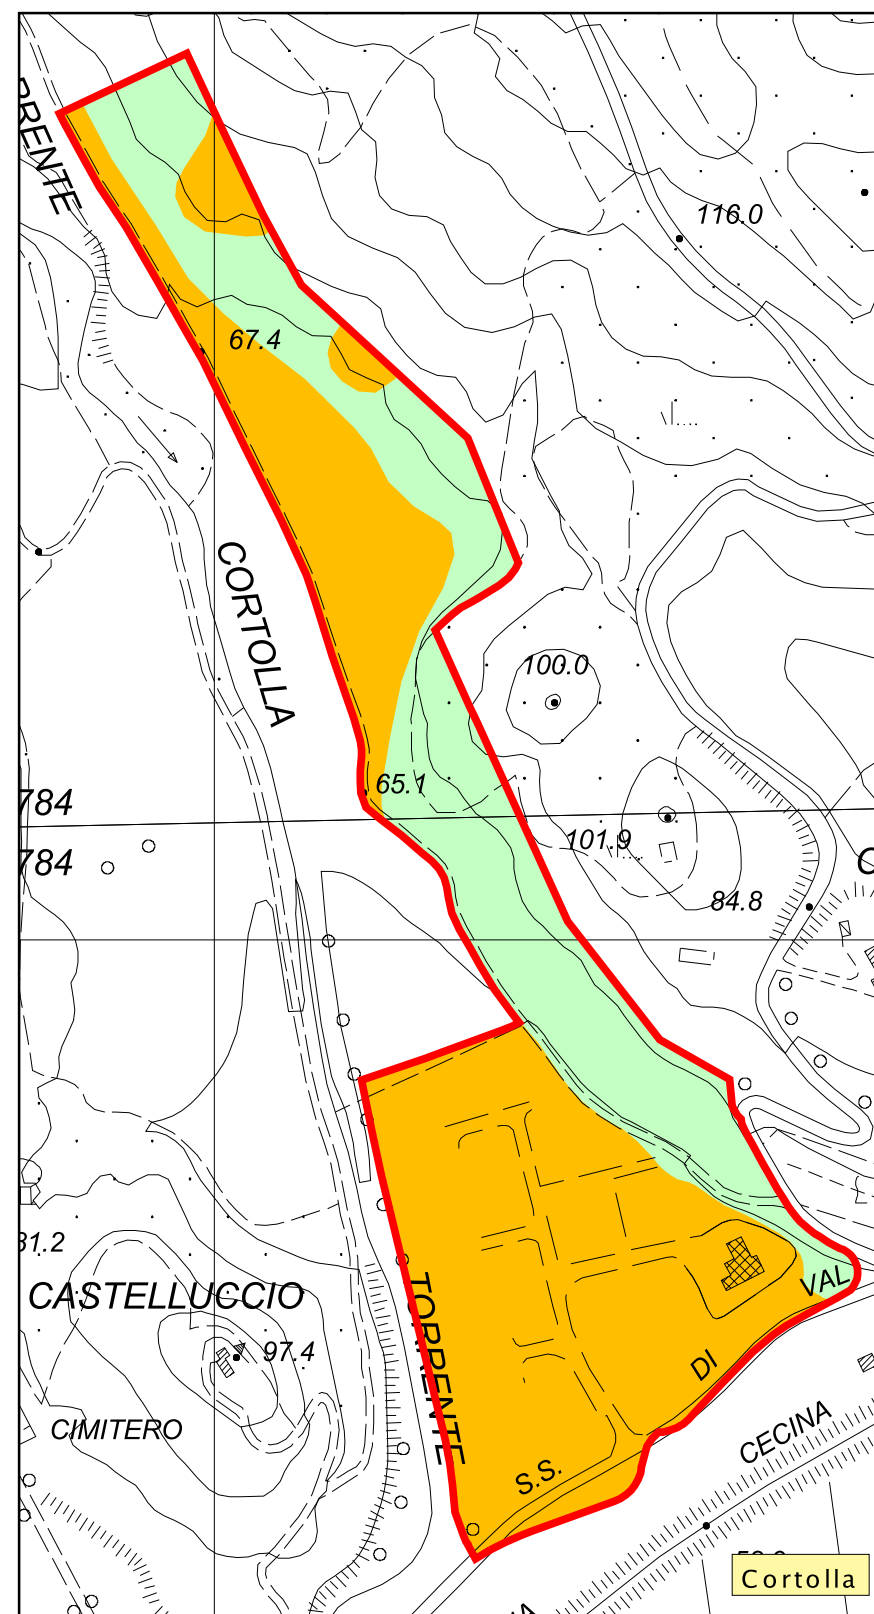 RENTE
116.0
67.4
CORTOLLA
100.0
65.1
784
101.9
784
C
84.8
31.2
VAL
CASTELLUCCIO
97.4
TORRENTE
DI
CIMITERO
CECINA
S.S.
Cortolla